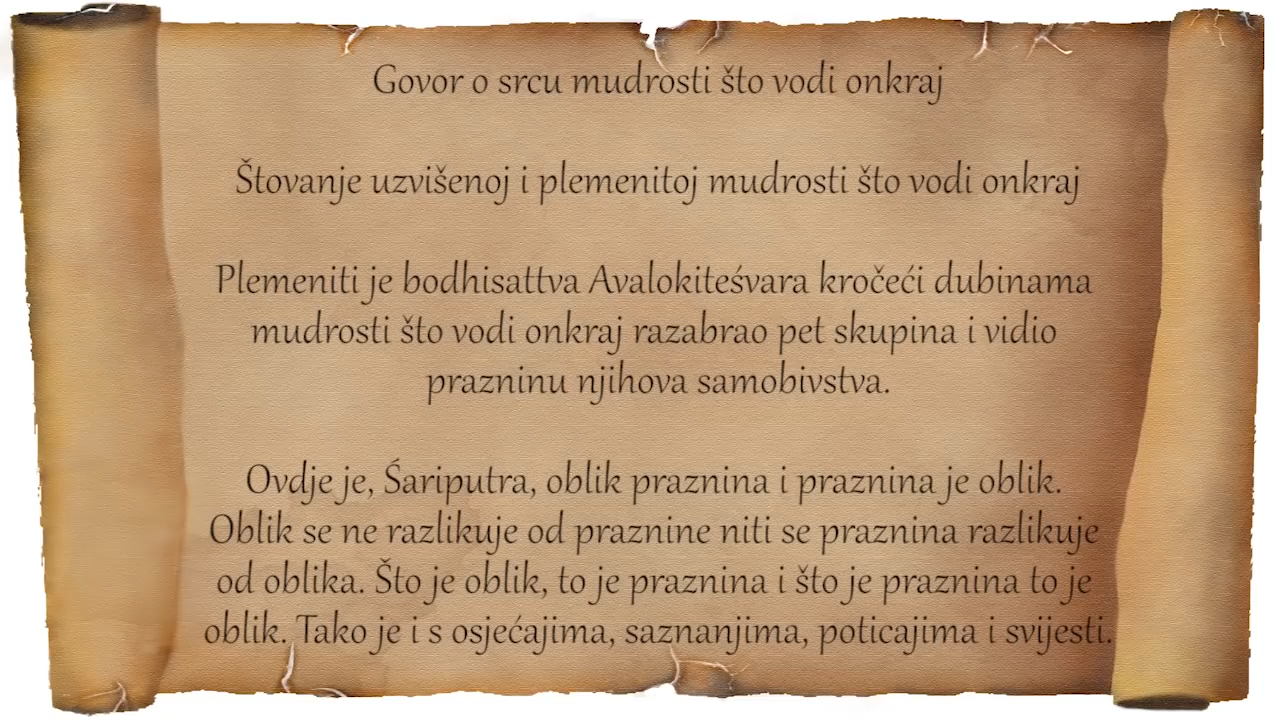 Govor o srcu mudrosti što vodi onkraj
Štovanje uzvišenoj i plemenitoj mudrosti što vodi onkraj
Plemeniti je bodhisattva Avalokiteśvara kročeći dubinama
mudrosti što vodi onkraj razabrao pet skupina i vidio
prazninu njihova samobivstva.
Ovdje je, Śariputra, oblik praznina i praznina je oblik.
Oblik se ne razlikuje od praznine niti se praznina razlikuje
od oblika. Što je oblik, to je praznina i što je praznina to je
oblik. Tako je i s osjećajima, saznanjima, poticajima i svijesti.